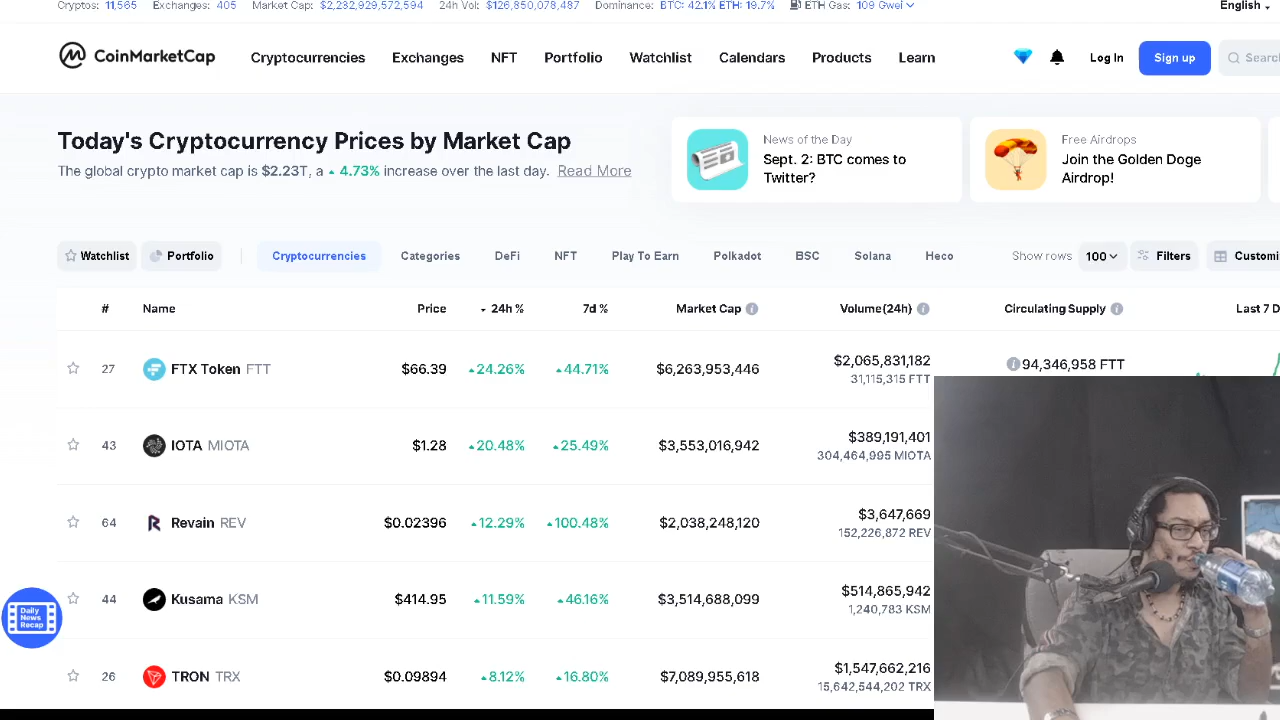 Cryptos: 11,565 Exchanges: 405 Market Cap: $2,232,929,572,594 24h Vol: $126,850,078,487 Dominance: BTC: 42.1% ETH: 19.7% ETH Gas: 109 Gwei English
CoinMarketCap Cryptocurrencies Exchanges NFT Portfolio Watchlist Calendars Products Learn Log In Sign up Searc
Today's Cryptocurrency Prices by Market Cap
The global crypto market cap is $2.23T, a 4.73% increase over the last day. Read More
News of the Day
Sept. 2: BTC comes to
Twitter?
Free Airdrops
Join the Golden Doge
Airdrop!
Watchlist Portfolio Cryptocurrencies Categories DeFi NFT Play To Earn Polkadot BSC Solana Heco Show rows 100 Filters Customi
# Name Price 24h % 7d % Market Cap Volume(24h) Circulating Supply Last 7 D
27 FTX Token FTT $66.39 24.26% 44.71% $6,263,953,446 $2,065,831,182 94,346,958 FTT
31,115,315 FTT
43 IOTA MIOTA $1.28 20.48% 25.49% $3,553,016,942 $389,191,401
304,464,995 MIOTA
64 Revain REV $0.02396 12.29% 100.48% $2,038,248,120 $3,647,669
152,226,872 REV
44 Kusama KSM $414.95 11.59% 46.16% $3,514,688,099 $514,865,942
1,240,783 KSM
26 TRON TRX $0.09894 8.12% 16.80% $7,089,955,618 $1,547,662,216
15,642,544,202 TRX
Daily
News
Recap